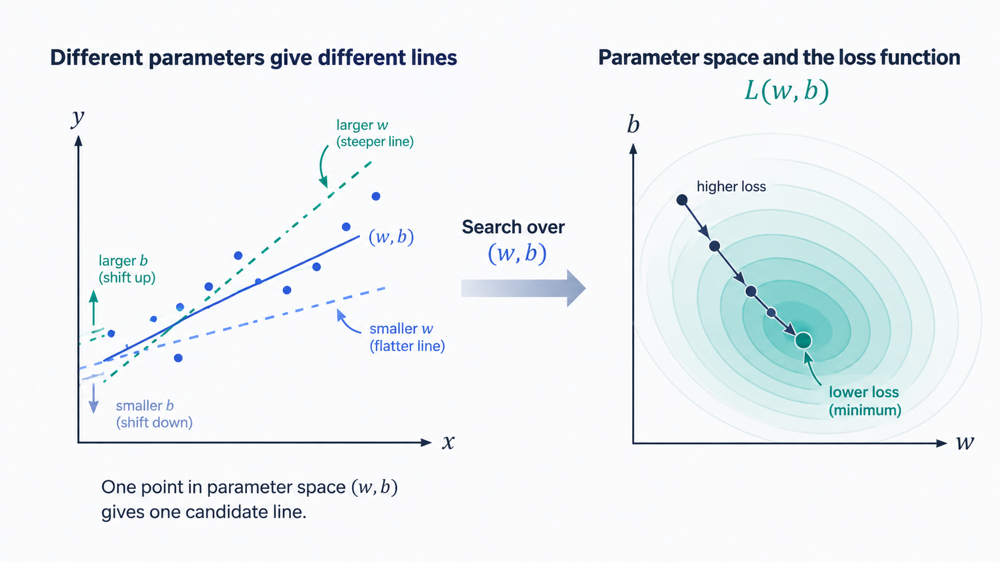 Different parameters give different lines
y
larger w
(steeper line)
(w, b)
larger b
(shift up)
smaller w
(flatter line)
smaller b
(shift down)
x
One point in parameter space (w, b)
gives one candidate line.
Search over
(w, b)
Parameter space and the loss function
L(w, b)
b
higher loss
lower loss
(minimum)
w